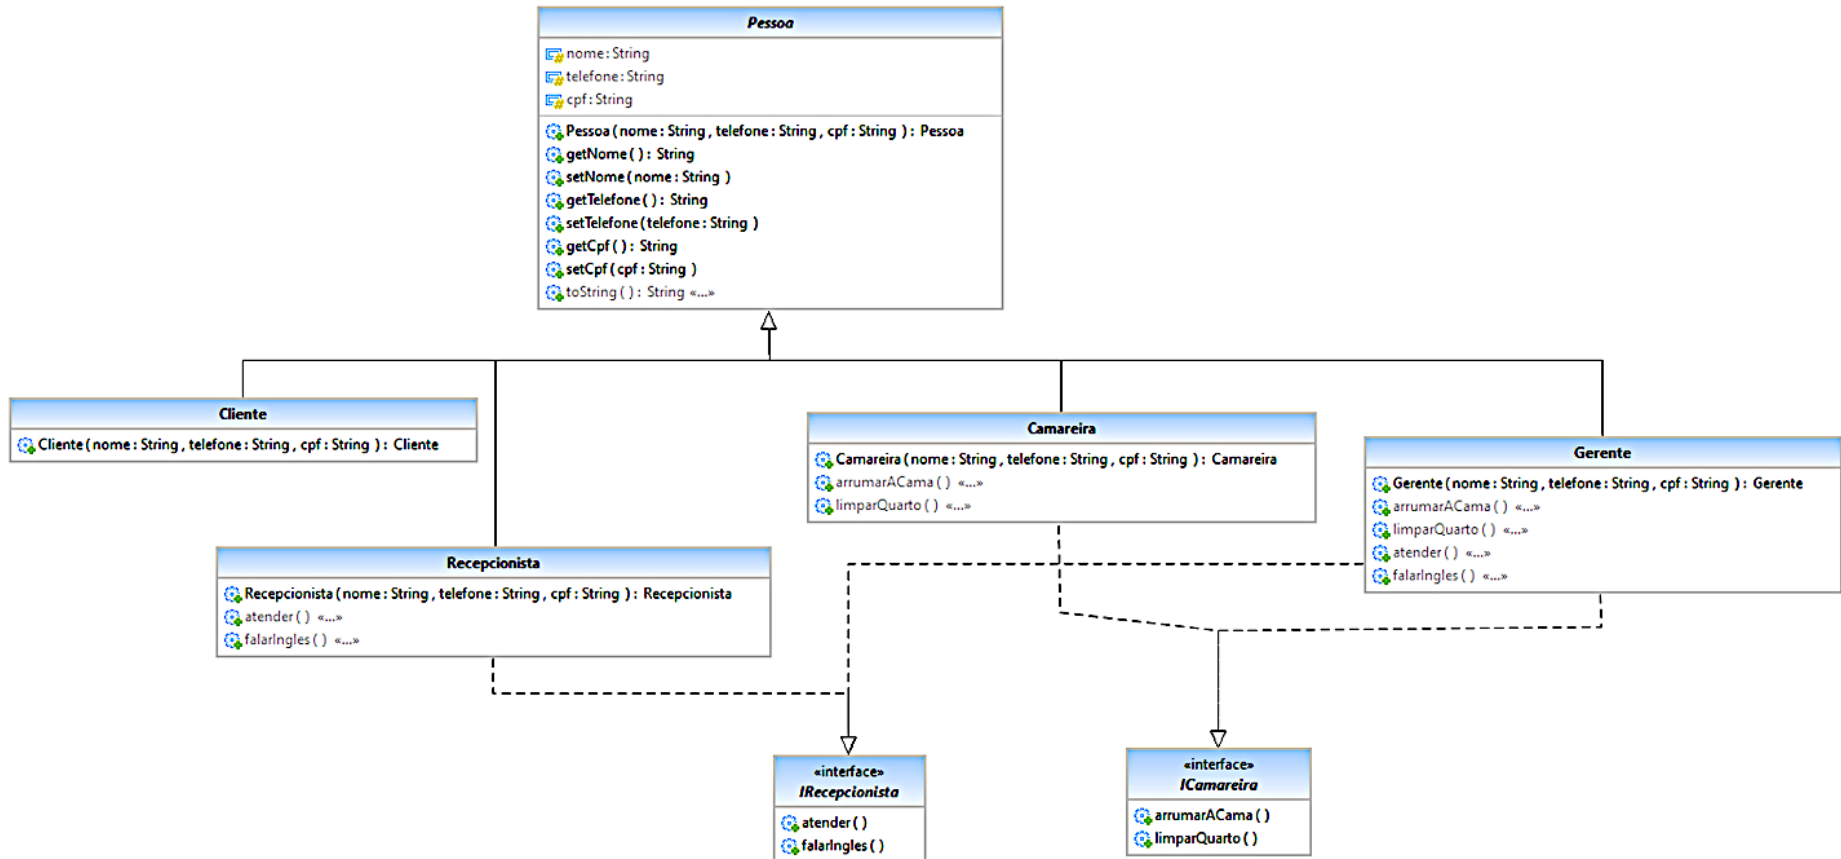 Pessoa
nome : String
telefone : String
cpf : String
Pessoa ( nome : String , telefone : String , cpf : String ) : Pessoa
getNome ( ) : String
setNome ( nome : String )
getTelefone ( ) : String
setTelefone ( telefone : String )
getCpf ( ) : String
setCpf ( cpf : String )
toString ( ) : String «...»
Cliente
Cliente ( nome : String , telefone : String , cpf : String ) : Cliente
Camareira
Camareira ( nome : String , telefone : String , cpf : String ) : Camareira
arrumarACama ( ) «...»
limparQuarto ( ) «...»
Gerente
Gerente ( nome : String , telefone : String , cpf : String ) : Gerente
arrumarACama ( ) «...»
limparQuarto ( ) «...»
atender ( ) «...»
falarIngles ( ) «...»
Recepcionista
Recepcionista ( nome : String , telefone : String , cpf : String ) : Recepcionista
atender ( ) «...»
falarIngles ( ) «...»
«interface»
IRecepcionista
atender ( )
falarIngles ( )
«interface»
ICamareira
arrumarACama ( )
limparQuarto ( )